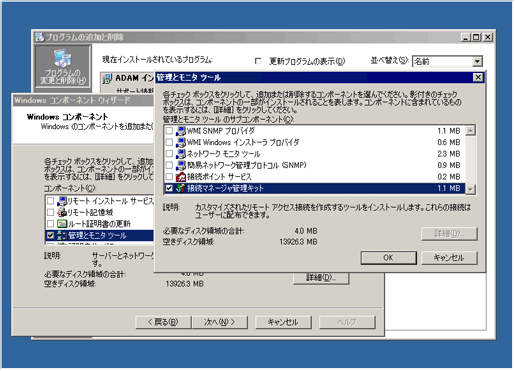 プログラムの追加と削除
プログラムの
変更と削除(H)
現在インストールされているプログラム:
更新プログラムの表示(D)
並べ替え(S):
名前
ADAM イン
Windows コンポーネント ウィザード
Windows コンポーネント
Windows のコンポーネントを追加または
各チェック ボックスをクリックして、追加
ボックスは、コンポーネントの一部が
を表示するには、[詳細] をクリックして
コンポーネント(C):
リモート インストール サービス
リモート記憶域
ルート証明書の更新
管理とモニタ ツール
説明:
サーバーとネットワーク
す。
必要なディスク領域の合計:
4.0 MB
空きディスク領域:
13926.3 MB
詳細(D)...
< 戻る(B)
次へ(N) >
キャンセル
ヘルプ
管理とモニタ ツール
各チェック ボックスをクリックして、追加または削除するコンポーネントを選んでください。影付きのチェック
ボックスは、コンポーネントの一部がインストールされることを表します。コンポーネントに含まれているもの
を表示するには、[詳細] をクリックしてください。
管理とモニタ ツール のサブコンポーネント(C):
WMI SNMP プロバイダ
1.1 MB
WMI Windows インストーラ プロバイダ
0.6 MB
ネットワーク モニタ ツール
2.3 MB
簡易ネットワーク管理プロトコル (SNMP)
0.9 MB
接続ポイント サービス
0.2 MB
接続マネージャ管理キット
1.1 MB
説明:
カスタマイズされたリモート アクセス接続を作成するツールをインストールします。これらの接続は
ユーザーに配布できます。
必要なディスク領域の合計:
4.0 MB
空きディスク領域:
13926.3 MB
詳細(D)...
OK
キャンセル